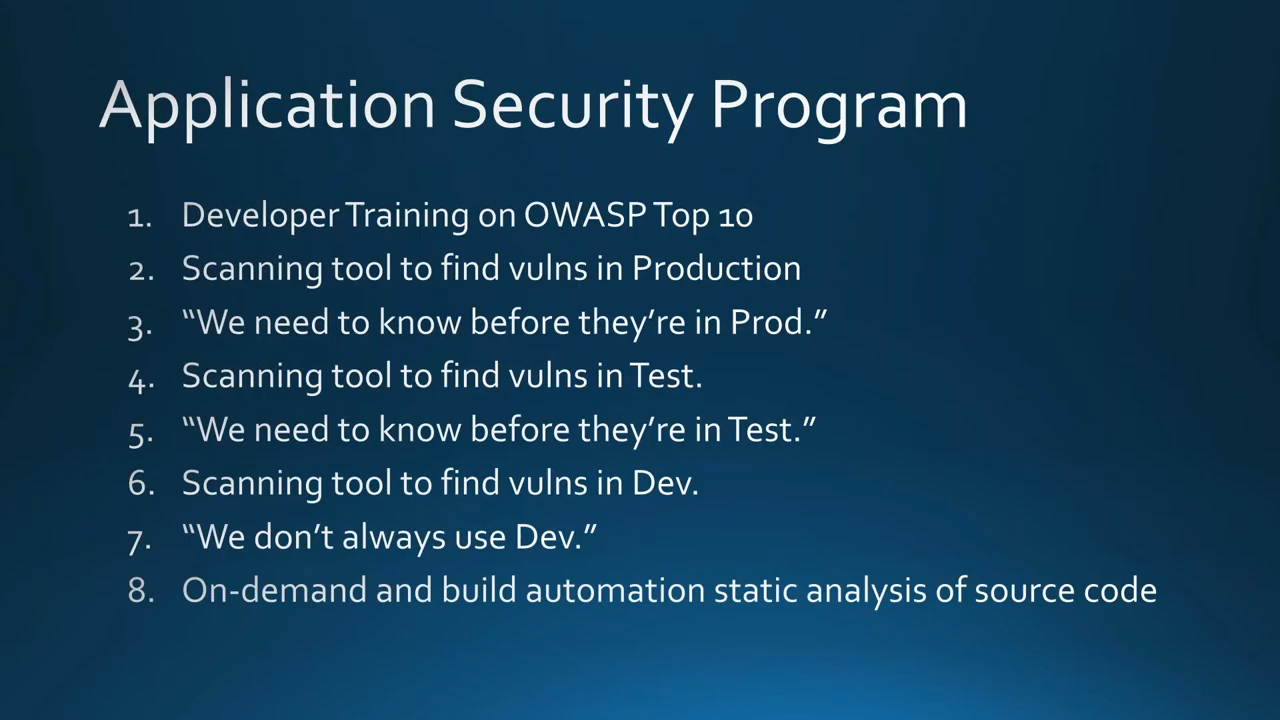 Application Security Program
1. Developer Training on OWASP Top 10
2. Scanning tool to find vulns in Production
3. “We need to know before they’re in Prod.”
4. Scanning tool to find vulns in Test.
5. “We need to know before they’re in Test.”
6. Scanning tool to find vulns in Dev.
7. “We don’t always use Dev.”
8. On-demand and build automation static analysis of source code